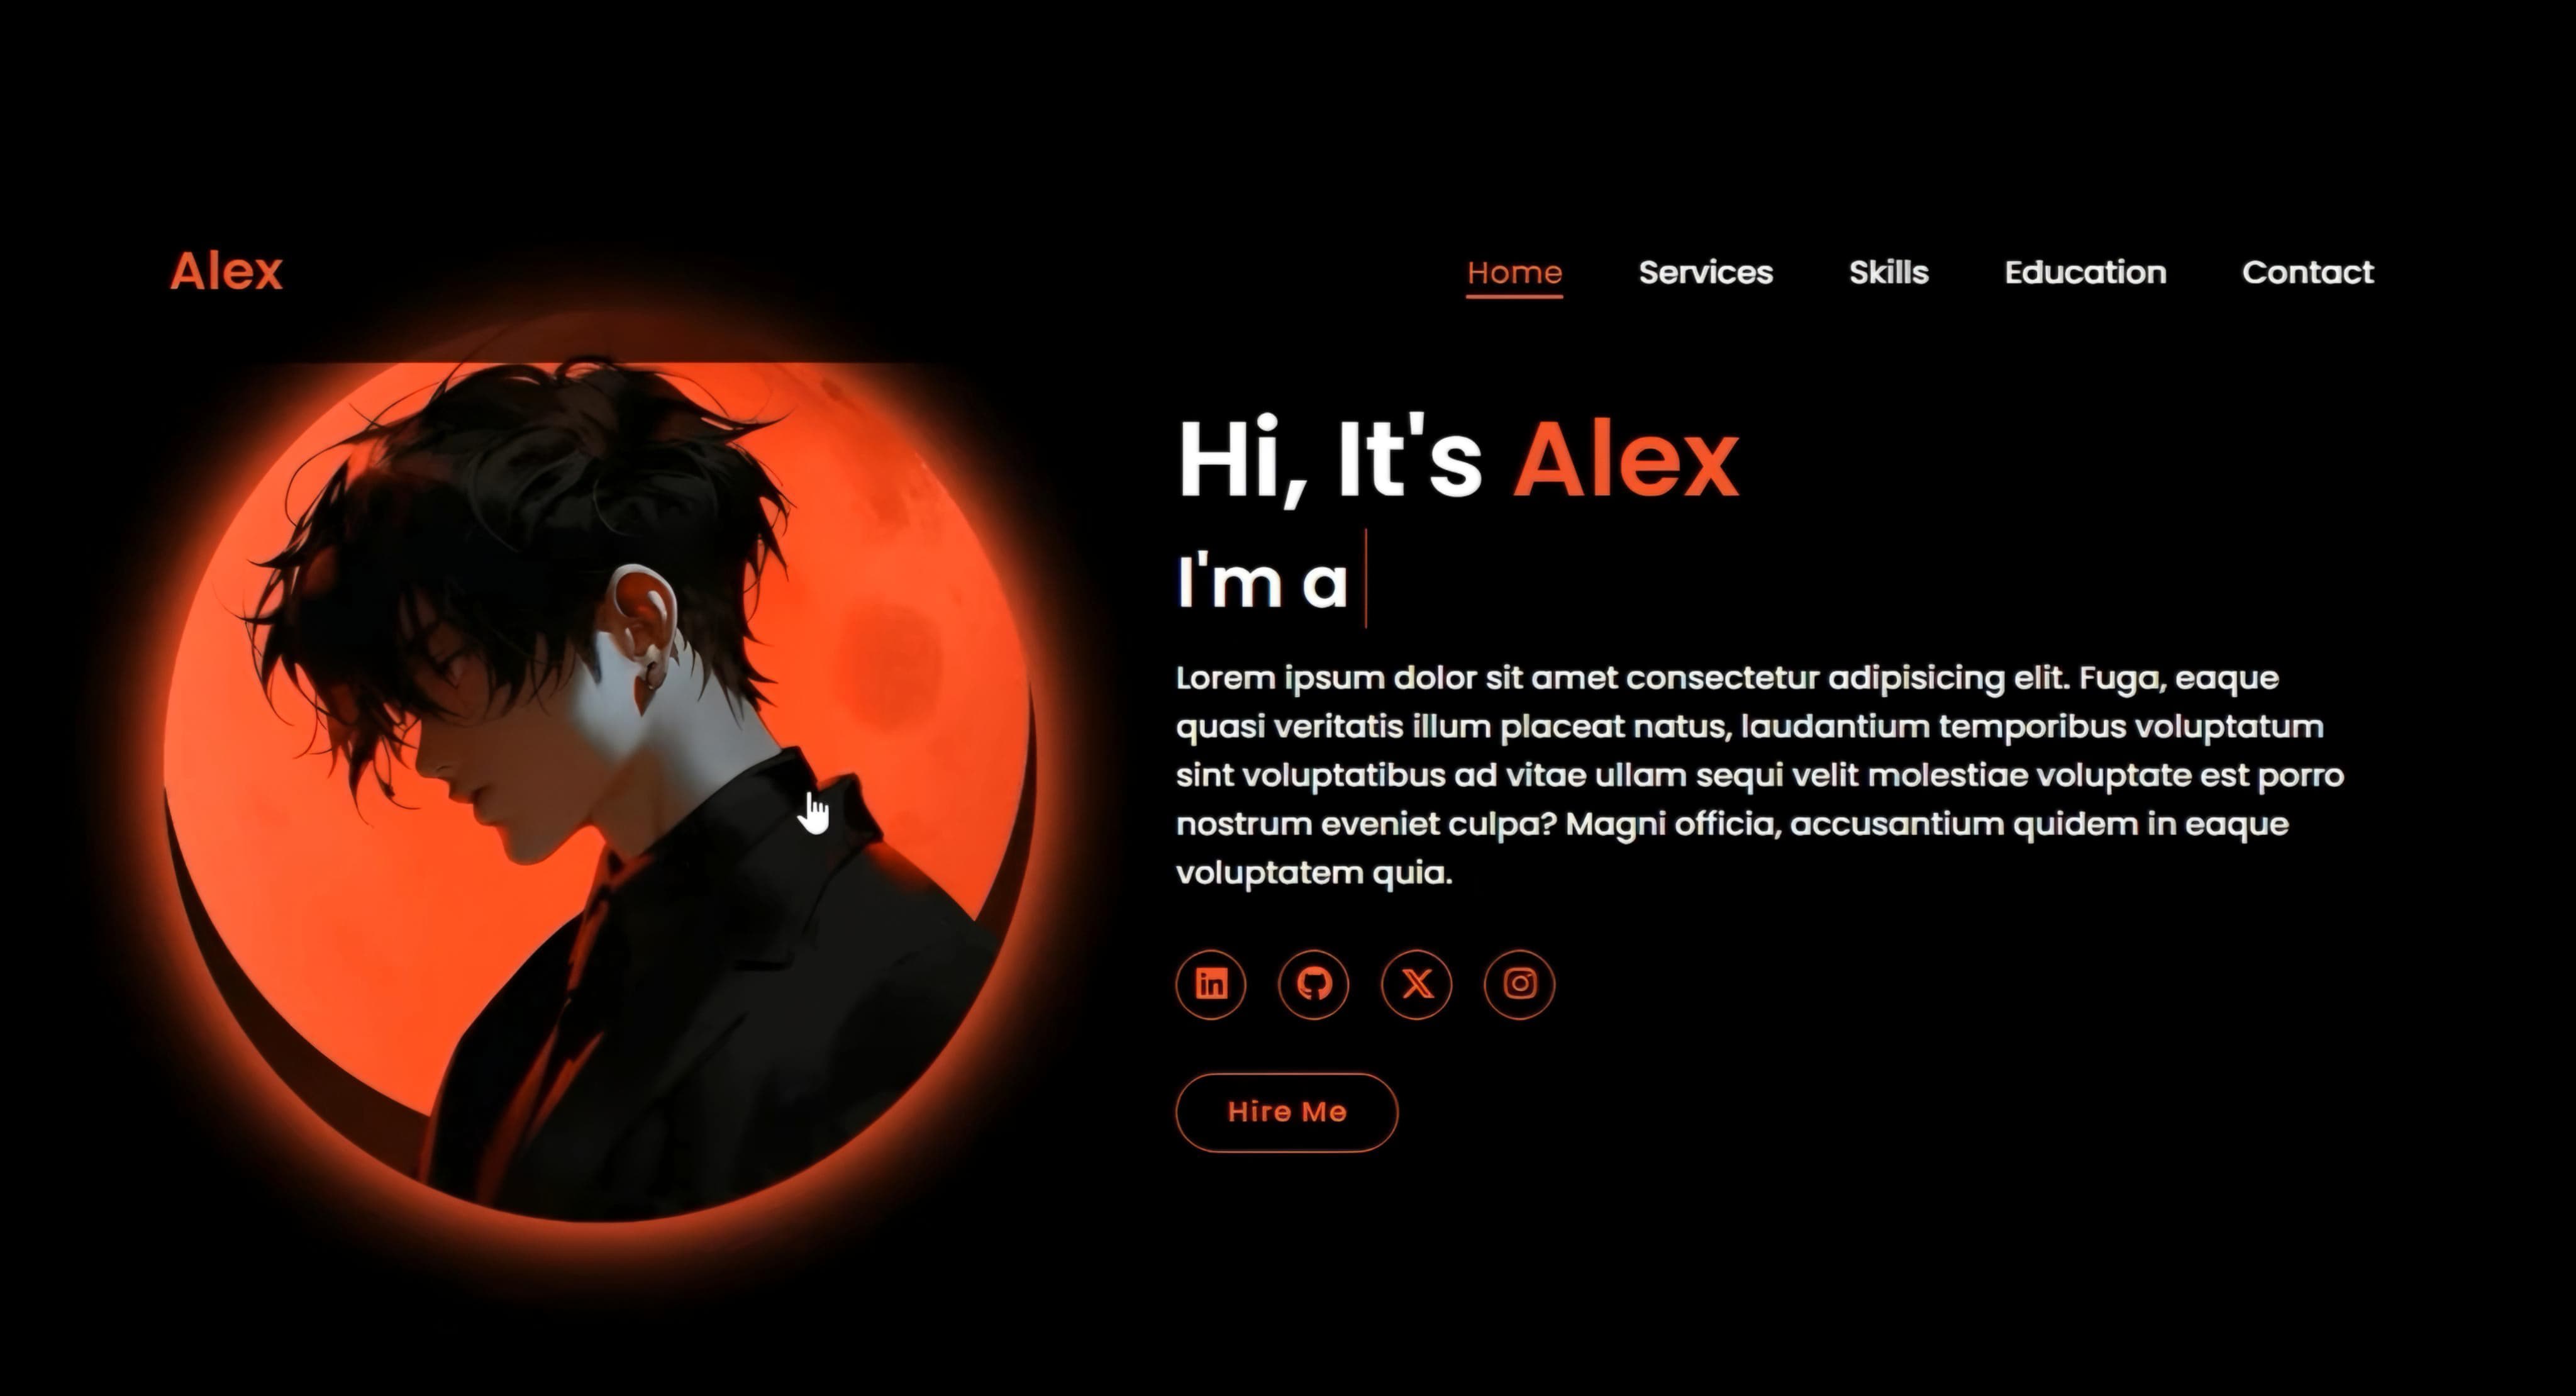 Alex
Home Services Skills Education Contact
Hi, It's Alex
I'm a
Lorem ipsum dolor sit amet consectetur adipisicing elit. Fuga, eaque
quasi veritatis illum placeat natus, laudantium temporibus voluptatum
sint voluptatibus ad vitae ullam sequi velit molestiae voluptate est porro
nostrum eveniet culpa? Magni officia, accusantium quidem in eaque
voluptatem quia.
Hire Me